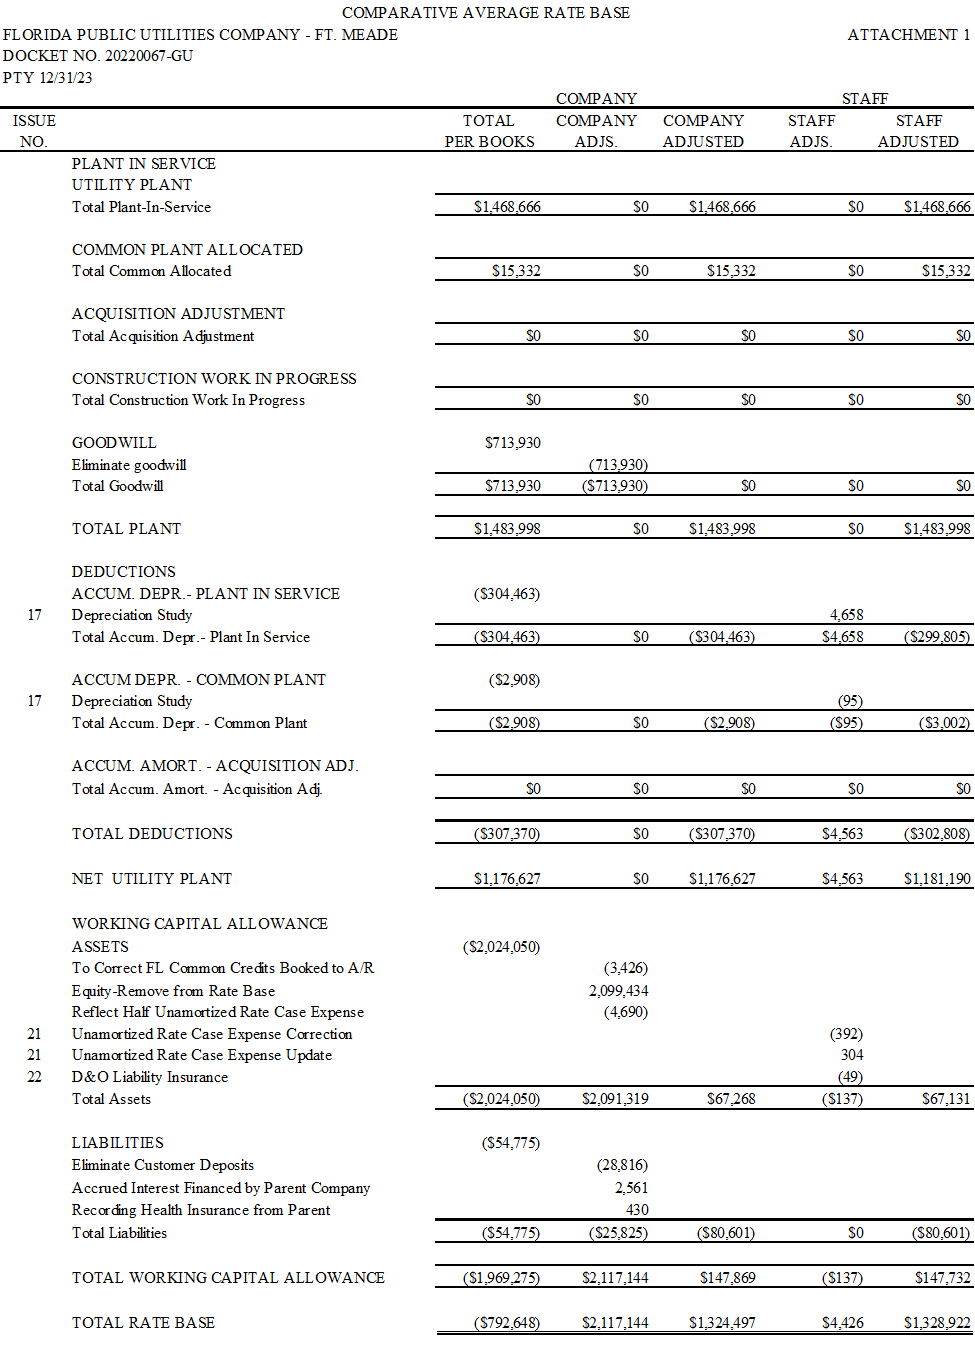 COMPARATIVE AVERAGE RATE BASE
FLORIDA PUBLIC UTILITIES COMPANY - FT. MEADE ATTACHMENT 1
DOCKET NO. 20220067-GU
PTY 12/31/23
COMPANY STAFF
ISSUE TOTAL COMPANY COMPANY STAFF STAFF
NO. PER BOOKS ADJS. ADJUSTED ADJS. ADJUSTED
PLANT IN SERVICE
UTILITY PLANT
Total Plant-In-Service $1,468,666 $0 $1,468,666 $0 $1,468,666
COMMON PLANT ALLOCATED
Total Common Allocated $15,332 $0 $15,332 $0 $15,332
ACQUISITION ADJUSTMENT
Total Acquisition Adjustment $0 $0 $0 $0 $0
CONSTRUCTION WORK IN PROGRESS
Total Construction Work In Progress $0 $0 $0 $0 $0
GOODWILL $713,930
Eliminate goodwill (713,930)
Total Goodwill $713,930 ($713,930) $0 $0 $0
TOTAL PLANT $1,483,998 $0 $1,483,998 $0 $1,483,998
DEDUCTIONS
ACCUM. DEPR.- PLANT IN SERVICE ($304,463)
17 Depreciation Study 4,658
Total Accum. Depr.- Plant In Service ($304,463) $0 ($304,463) $4,658 ($299,805)
ACCUM DEPR. - COMMON PLANT ($2,908)
17 Depreciation Study (95)
Total Accum. Depr. - Common Plant ($2,908) $0 ($2,908) ($95) ($3,002)
ACCUM. AMORT. - ACQUISITION ADJ.
Total Accum. Amort. - Acquisition Adj. $0 $0 $0 $0 $0
TOTAL DEDUCTIONS ($307,370) $0 ($307,370) $4,563 ($302,808)
NET UTILITY PLANT $1,176,627 $0 $1,176,627 $4,563 $1,181,190
WORKING CAPITAL ALLOWANCE
ASSETS ($2,024,050)
To Correct FL Common Credits Booked to A/R (3,426)
Equity-Remove from Rate Base 2,099,434
Reflect Half Unamortized Rate Case Expense (4,690)
21 Unamortized Rate Case Expense Correction (392)
21 Unamortized Rate Case Expense Update 304
22 D&O Liability Insurance (49)
Total Assets ($2,024,050) $2,091,319 $67,268 ($137) $67,131
LIABILITIES ($54,775)
Eliminate Customer Deposits (28,816)
Accrued Interest Financed by Parent Company 2,561
Recording Health Insurance from Parent 430
Total Liabilities ($54,775) ($25,825) ($80,601) $0 ($80,601)
TOTAL WORKING CAPITAL ALLOWANCE ($1,969,275) $2,117,144 $147,869 ($137) $147,732
TOTAL RATE BASE ($792,648) $2,117,144 $1,324,497 $4,426 $1,328,922